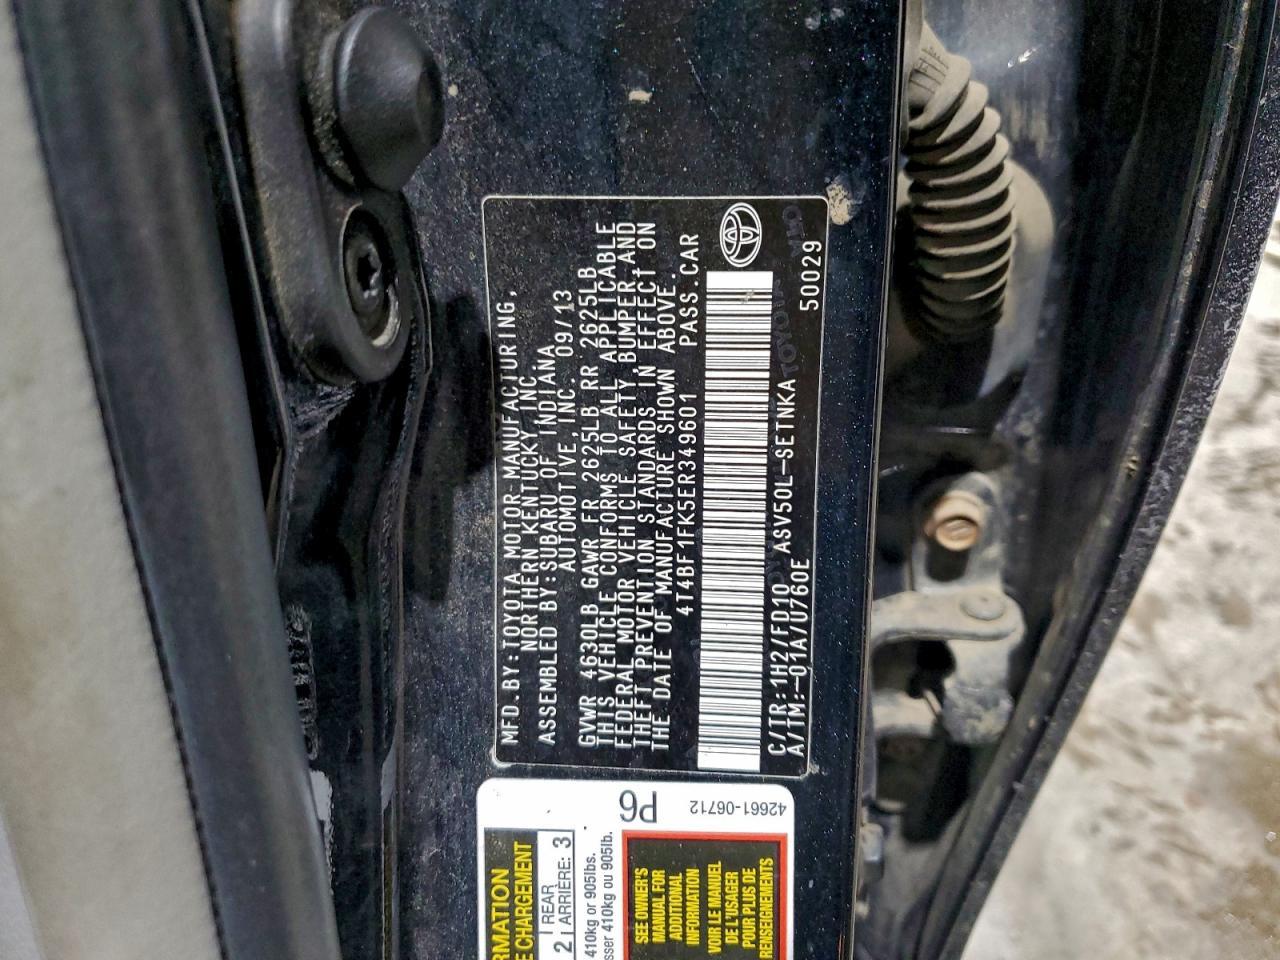 MFD.BY:TOYOTA MOTOR MANUFACTURING,
NORTHERN KENTUCKY, INC.
ASSEMBLED BY:SUBARU OF INDIANA
AUTOMOTIVE, INC. 09/13
GVWR 4630LB GAWR FR 2625LB RR 2625LB
THIS VEHICLE CONFORMS TO ALL APPLICABLE
FEDERAL MOTOR VEHICLE SAFETY, BUMPER, AND
THEFT PREVENTION STANDARDS IN EFFECT ON
THE DATE OF MANUFACTURE SHOWN ABOVE.
4T4BF1FK5ER349601 PASS.CAR
C/TR:1H2/FD10 ASV50L-SETNKA
A/TM:-01A/U760E 50029
P6
42661-06712
RMATION
E CHARGEMENT
2 REAR
ARRIÈRE: 3
410kg or 905lbs.
sser 410kg ou 905lb.
SEE OWNER'S
MANUAL FOR
ADDITIONAL
INFORMATION
VOIR LE MANUEL
DE L'USAGER
POUR PLUS DE
RENSEIGNEMENTS